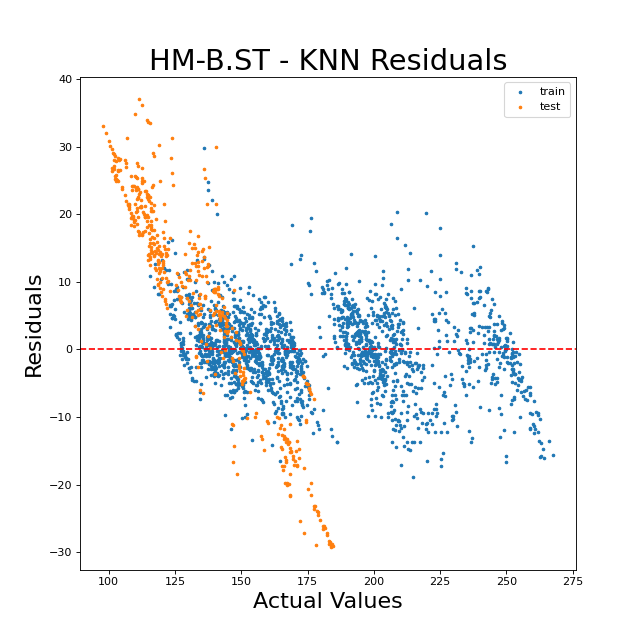 HM-B.ST - KNN Residuals
train
test
40
30
20
10
0
−10
−20
−30
Residuals
100 125 150 175 200 225 250 275
Actual Values